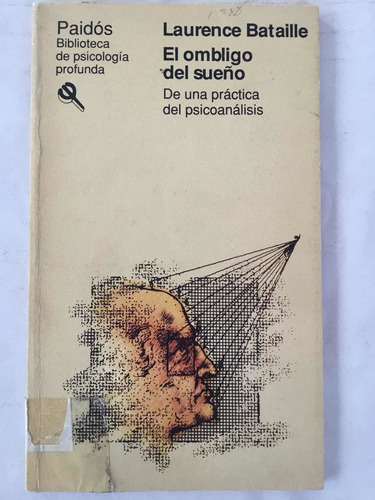 Paidós
Biblioteca
de psicología
profunda
Laurence Bataille
El ombligo
del sueño
De una práctica
del psicoanálisis